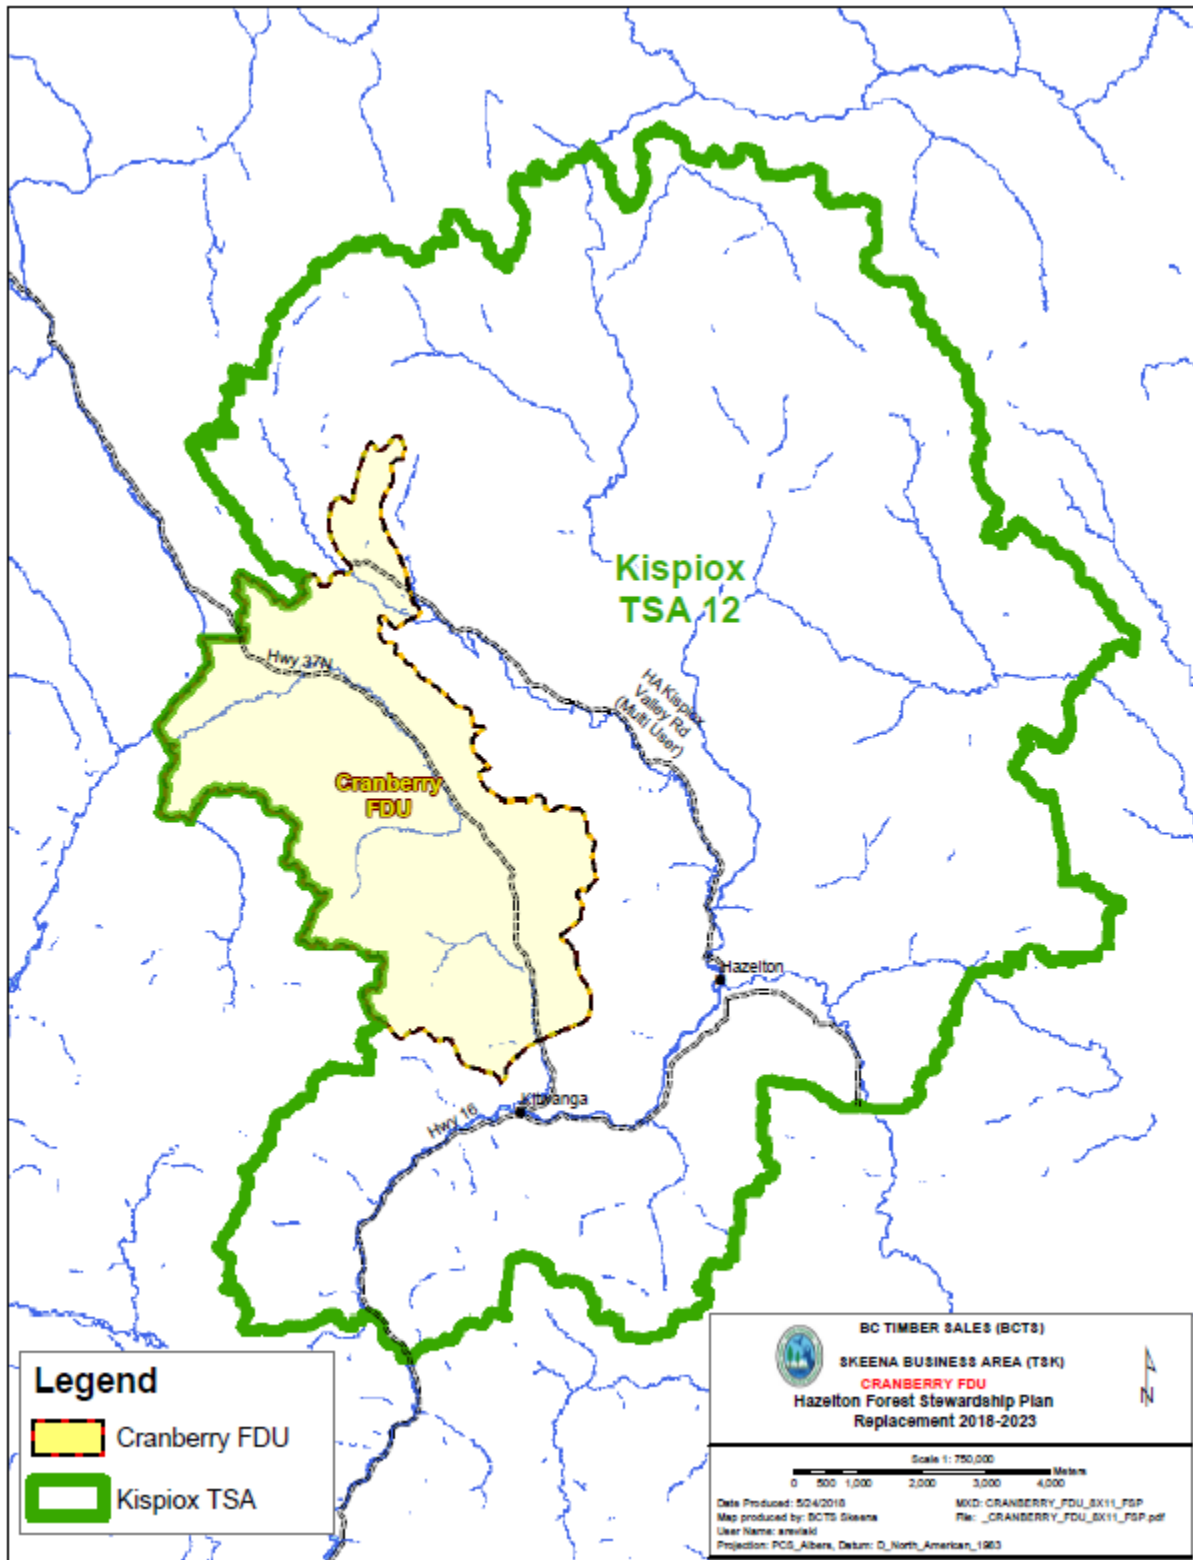 Kispiox
TSA 12
Hwy 37N
HA Kispiox
Valley Rd
(Multi User)
Cranberry
FDU
Hazelton
Kitwanga
Hwy 16
Legend
Cranberry FDU
Kispiox TSA
BC TIMBER SALES (BCTS)
SKEENA BUSINESS AREA (TSK)
CRANBERRY FDU
Hazelton Forest Stewardship Plan
Replacement 2018-2023
N
Scale 1: 750,000
Meters
0 500 1,000 2,000 3,000 4,000
Date Produced: 5/24/2018
MXD: CRANBERRY_FDU_8X11_FSP
Map produced by: BCTS Skeena
File: _CRANBERRY_FDU_8X11_FSP.pdf
User Name:
Projection: PCS_Albers, Datum: D_North_American_1983